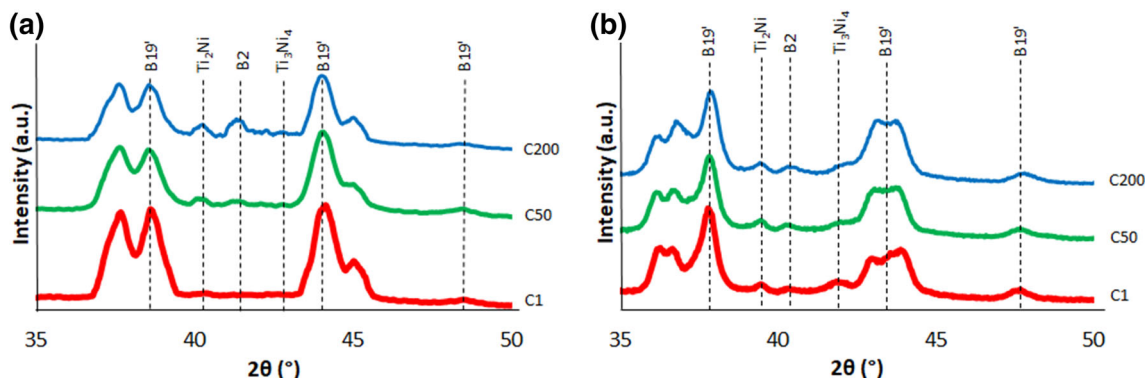 (a)
B19'
Ti₂Ni
B2
Ti₃Ni₄
B19'
B19'
Intensity (a.u.)
C200
C50
C1
35
40
45
50
2θ (°)
(b)
B19'
Ti₂Ni
B2
Ti₃Ni₄
B19'
B19'
Intensity (a.u.)
C200
C50
C1
35
40
45
50
2θ (°)